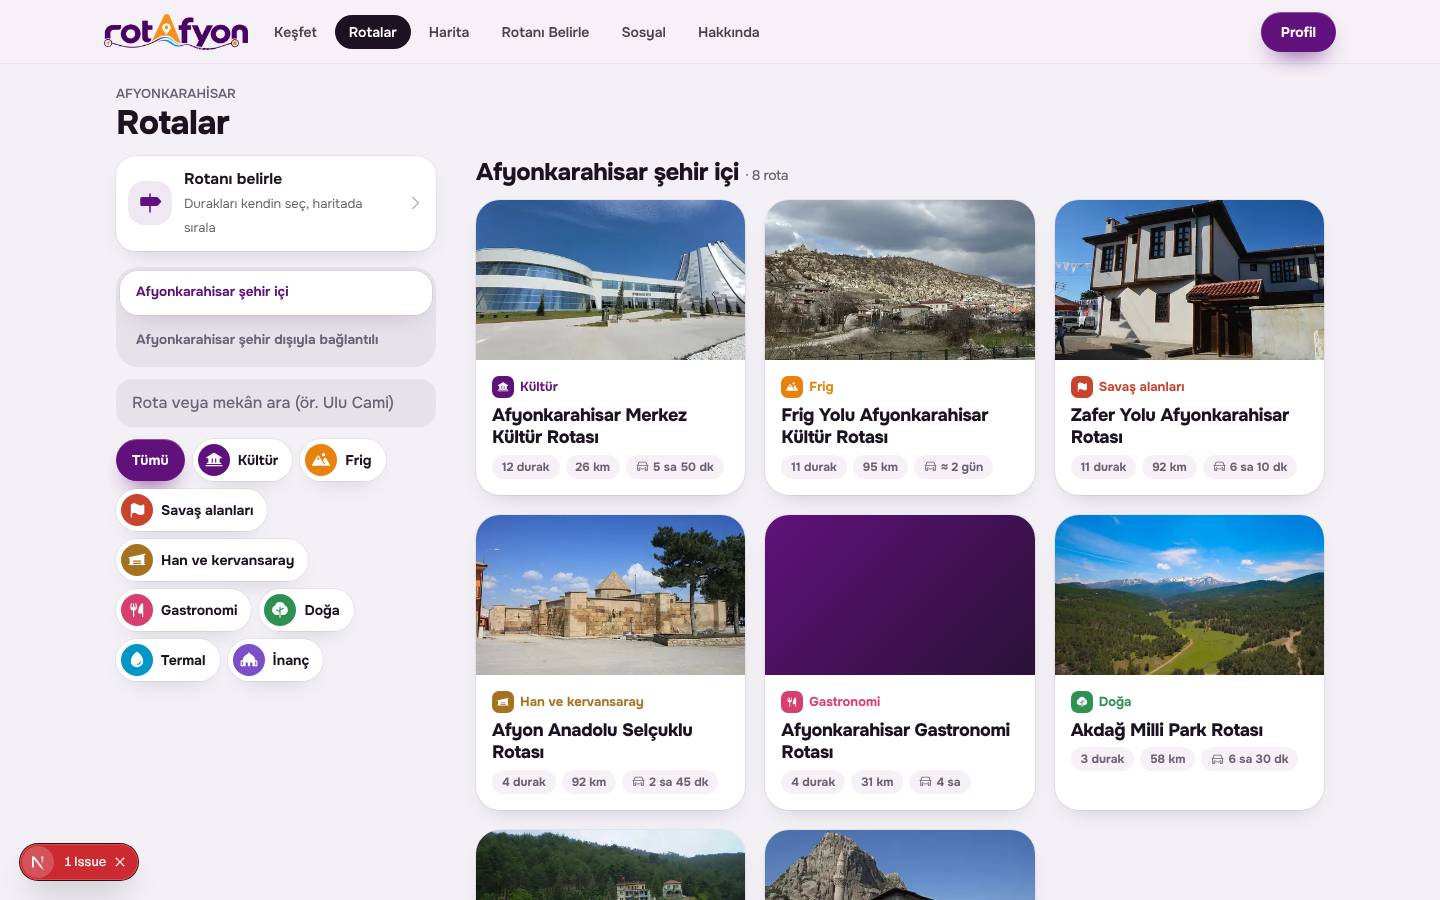 rotAfyon
Keşfet
Rotalar
Harita
Rotanı Belirle
Sosyal
Hakkında
Profil
AFYONKARAHİSAR
Rotalar
Rotanı belirle
Durakları kendin seç, haritada
sırala
Afyonkarahisar şehir içi
Afyonkarahisar şehir dışıyla bağlantılı
Rota veya mekân ara (ör. Ulu Cami)
Tümü
Kültür
Frig
Savaş alanları
Han ve kervansaray
Gastronomi
Doğa
Termal
İnanç
Afyonkarahisar şehir içi · 8 rota
Kültür
Afyonkarahisar Merkez
Kültür Rotası
12 durak
26 km
5 sa 50 dk
Frig
Frig Yolu Afyonkarahisar
Kültür Rotası
11 durak
95 km
≈ 2 gün
Savaş alanları
Zafer Yolu Afyonkarahisar
Rotası
11 durak
92 km
6 sa 10 dk
Han ve kervansaray
Afyon Anadolu Selçuklu
Rotası
4 durak
92 km
2 sa 45 dk
Gastronomi
Afyonkarahisar Gastronomi
Rotası
4 durak
31 km
4 sa
Doğa
Akdağ Milli Park Rotası
3 durak
58 km
6 sa 30 dk
N
1 Issue